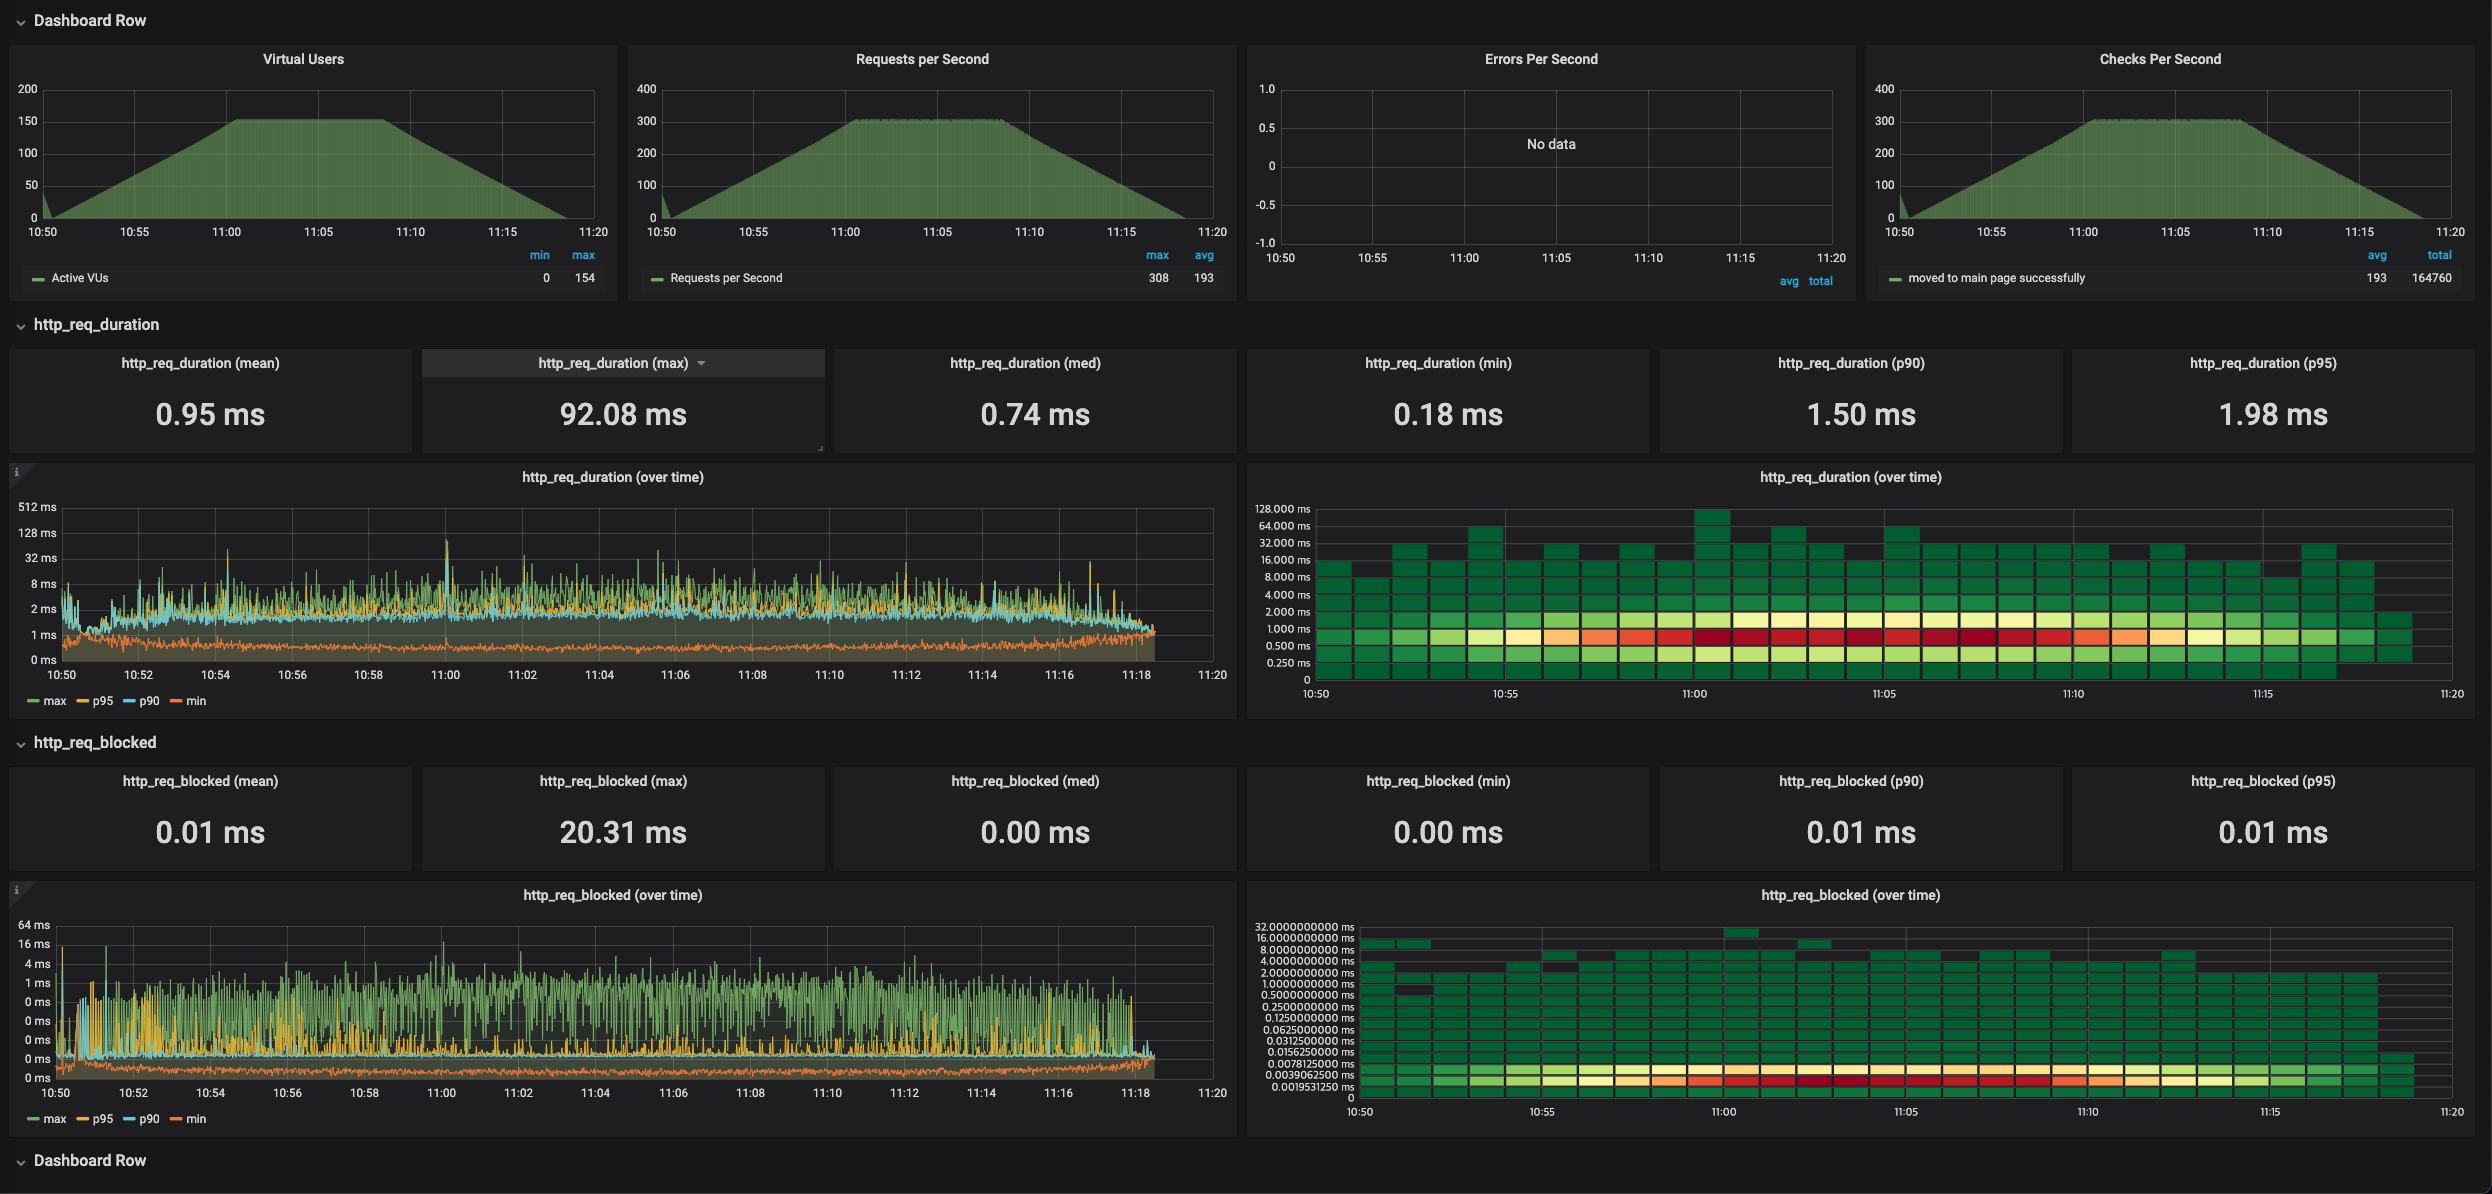 Dashboard Row
Virtual Users
200
150
100
50
0
10:50 10:55 11:00 11:05 11:10 11:15 11:20
min max
Active VUs 0 154
Requests per Second
400
300
200
100
0
10:50 10:55 11:00 11:05 11:10 11:15 11:20
max avg
Requests per Second 308 193
Errors Per Second
1.0
0.5
0
-0.5
-1.0
No data
10:50 10:55 11:00 11:05 11:10 11:15 11:20
avg total
Checks Per Second
400
300
200
100
0
10:50 10:55 11:00 11:05 11:10 11:15 11:20
avg total
moved to main page successfully 193 164760
http_req_duration
http_req_duration (mean)
0.95 ms
http_req_duration (max)
92.08 ms
http_req_duration (med)
0.74 ms
http_req_duration (min)
0.18 ms
http_req_duration (p90)
1.50 ms
http_req_duration (p95)
1.98 ms
i
http_req_duration (over time)
512 ms
128 ms
32 ms
8 ms
2 ms
1 ms
0 ms
10:50 10:52 10:54 10:56 10:58 11:00 11:02 11:04 11:06 11:08 11:10 11:12 11:14 11:16 11:18 11:20
max p95 p90 min
http_req_duration (over time)
128.000 ms
64.000 ms
32.000 ms
16.000 ms
8.000 ms
4.000 ms
2.000 ms
1.000 ms
0.500 ms
0.250 ms
0
10:50 10:55 11:00 11:05 11:10 11:15 11:20
http_req_blocked
http_req_blocked (mean)
0.01 ms
http_req_blocked (max)
20.31 ms
http_req_blocked (med)
0.00 ms
http_req_blocked (min)
0.00 ms
http_req_blocked (p90)
0.01 ms
http_req_blocked (p95)
0.01 ms
i
http_req_blocked (over time)
64 ms
16 ms
4 ms
1 ms
0 ms
0 ms
0 ms
0 ms
0 ms
10:50 10:52 10:54 10:56 10:58 11:00 11:02 11:04 11:06 11:08 11:10 11:12 11:14 11:16 11:18 11:20
max p95 p90 min
http_req_blocked (over time)
32.0000000000 ms
16.0000000000 ms
8.0000000000 ms
4.0000000000 ms
2.0000000000 ms
1.0000000000 ms
0.5000000000 ms
0.2500000000 ms
0.1250000000 ms
0.0625000000 ms
0.0312500000 ms
0.0156250000 ms
0.0078125000 ms
0.0039062500 ms
0.0019531250 ms
0
10:50 10:55 11:00 11:05 11:10 11:15 11:20
Dashboard Row